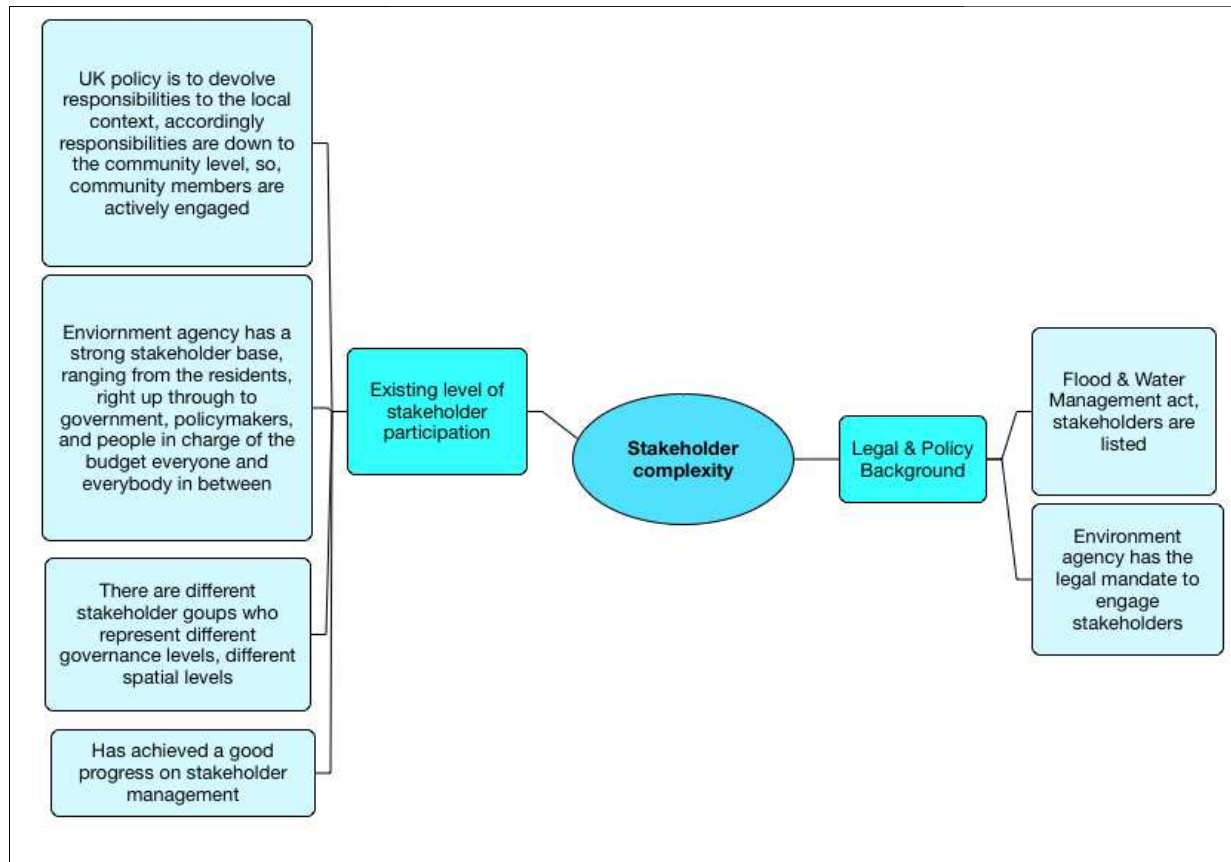 UK policy is to devolve
responsibilities to the local
context, accordingly
responsibilities are down to
the community level, so,
community members are
actively engaged
Enviornment agency has a
strong stakeholder base,
ranging from the residents,
right up through to
government, policymakers,
and people in charge of the
budget everyone and
everybody in between
There are different
stakeholder goups who
represent different
governance levels, different
spatial levels
Has achieved a good
progress on stakeholder
management
Existing level of
stakeholder
participation
Stakeholder
complexity
Legal & Policy
Background
Flood & Water
Management act,
stakeholders are
listed
Environment
agency has the
legal mandate to
engage
stakeholders